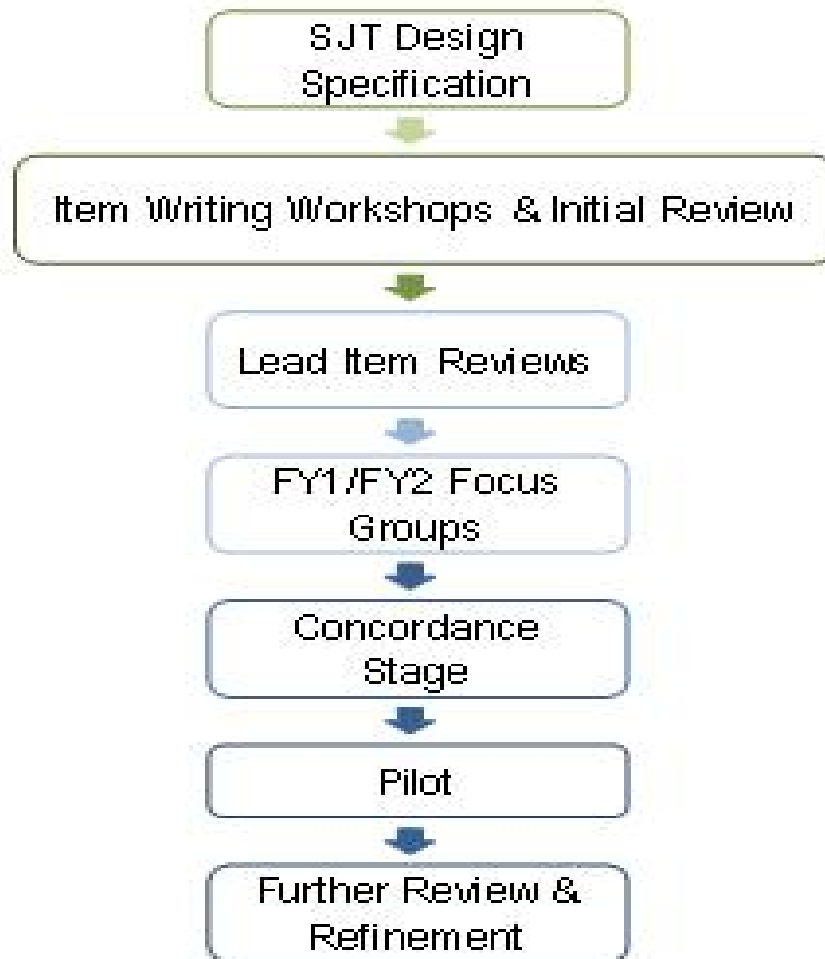 SJT Design
Specification
Item Writing Workshops & Initial Review
Lead Item Reviews
FY1/FY2 Focus
Groups
Concordance
Stage
Pilot
Further Review &
Refinement